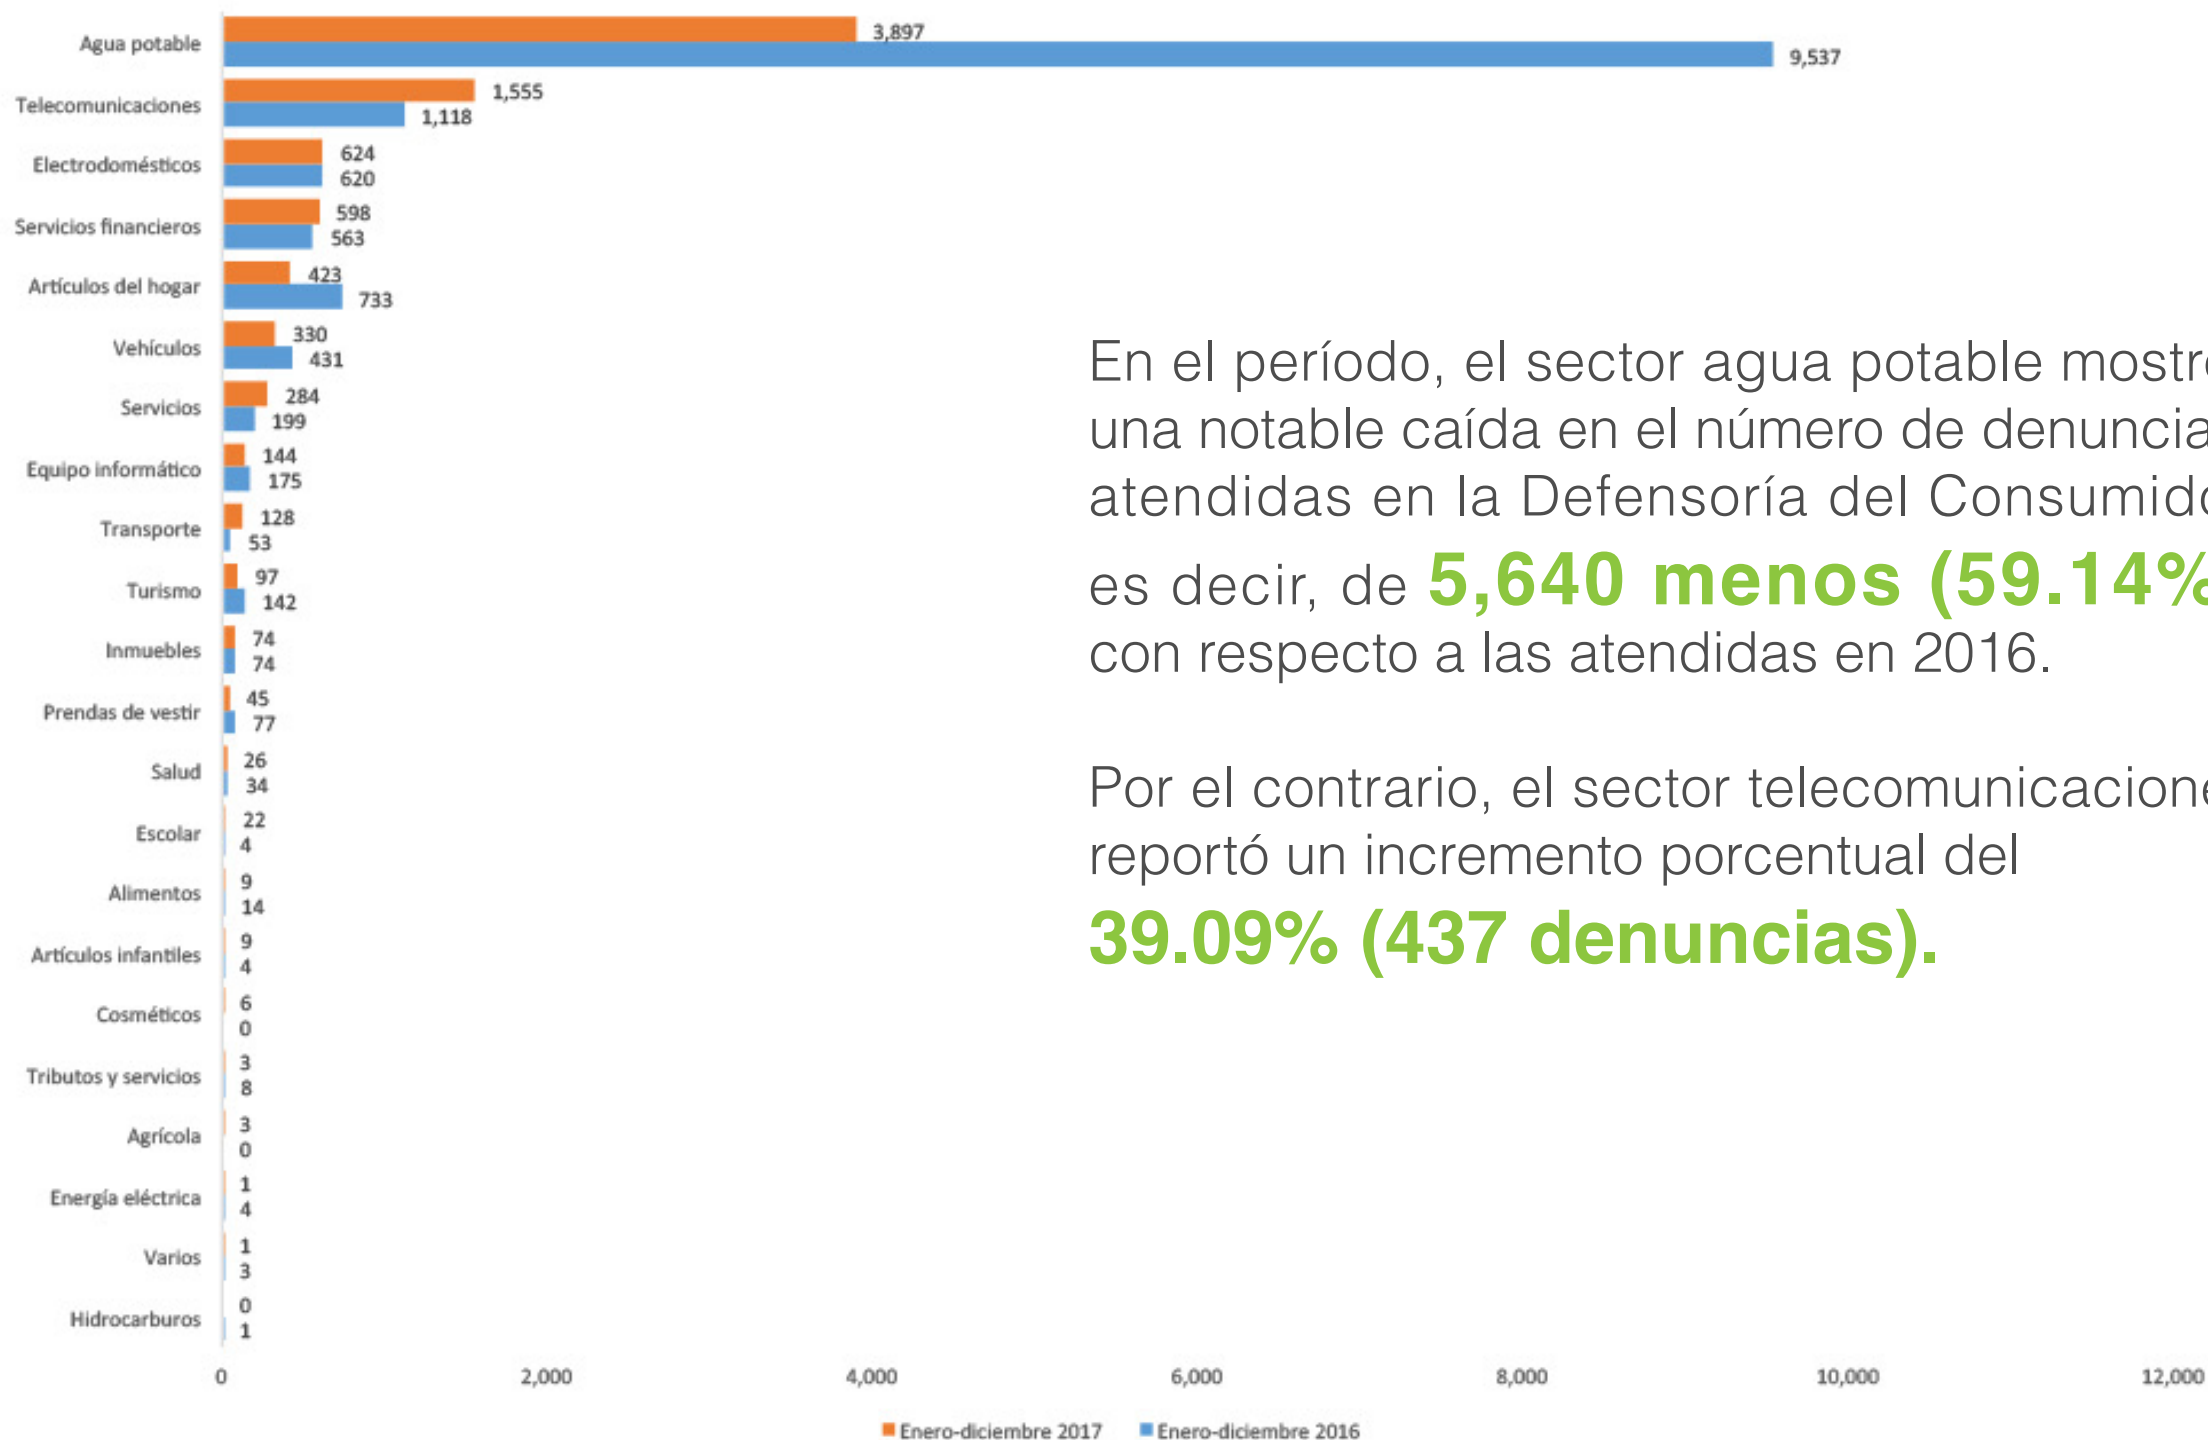 Agua potable
3,897
9,537
Telecomunicaciones
1,555
1,118
Electrodomésticos
624
620
Servicios financieros
598
563
Artículos del hogar
423
733
Vehículos
330
431
Servicios
284
199
Equipo informático
144
175
Transporte
128
53
Turismo
97
142
Inmuebles
74
74
Prendas de vestir
45
77
Salud
26
34
Escolar
22
4
Alimentos
9
14
Artículos infantiles
9
4
Cosméticos
6
0
Tributos y servicios
3
8
Agrícola
3
0
Energía eléctrica
1
4
Varios
1
3
Hidrocarburos
0
1
0 2,000 4,000 6,000 8,000 10,000 12,000
Enero-diciembre 2017 Enero-diciembre 2016
En el período, el sector agua potable mostró
una notable caída en el número de denuncia
atendidas en la Defensoría del Consumido
es decir, de 5,640 menos (59.14%
con respecto a las atendidas en 2016.
Por el contrario, el sector telecomunicacione
reportó un incremento porcentual del
39.09% (437 denuncias).